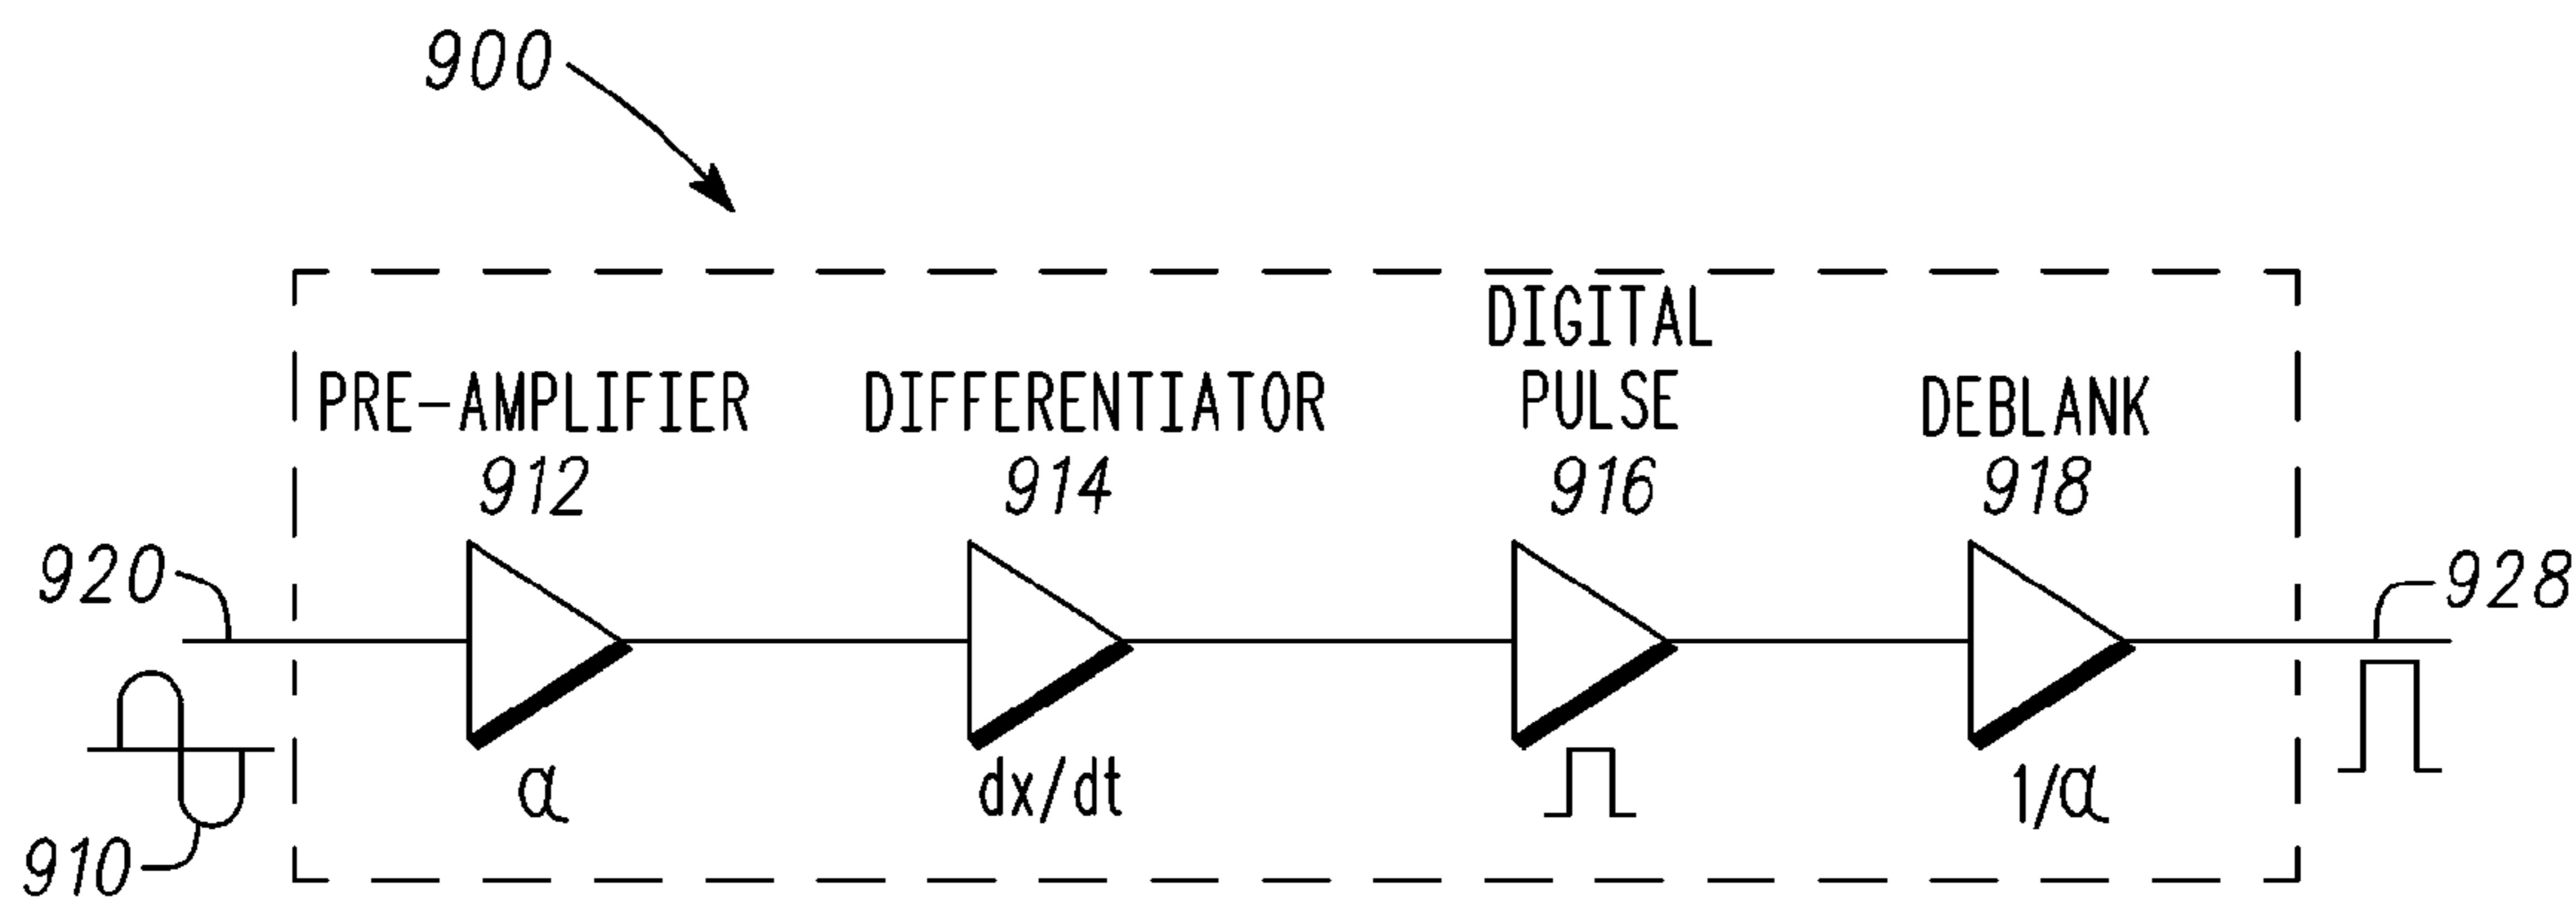 900
DIGITAL
PRE-AMPLIFIER DIFFERENTIATOR PULSE DEBLANK
912 914 916 918
920 928
α dx/dt 1/α
910